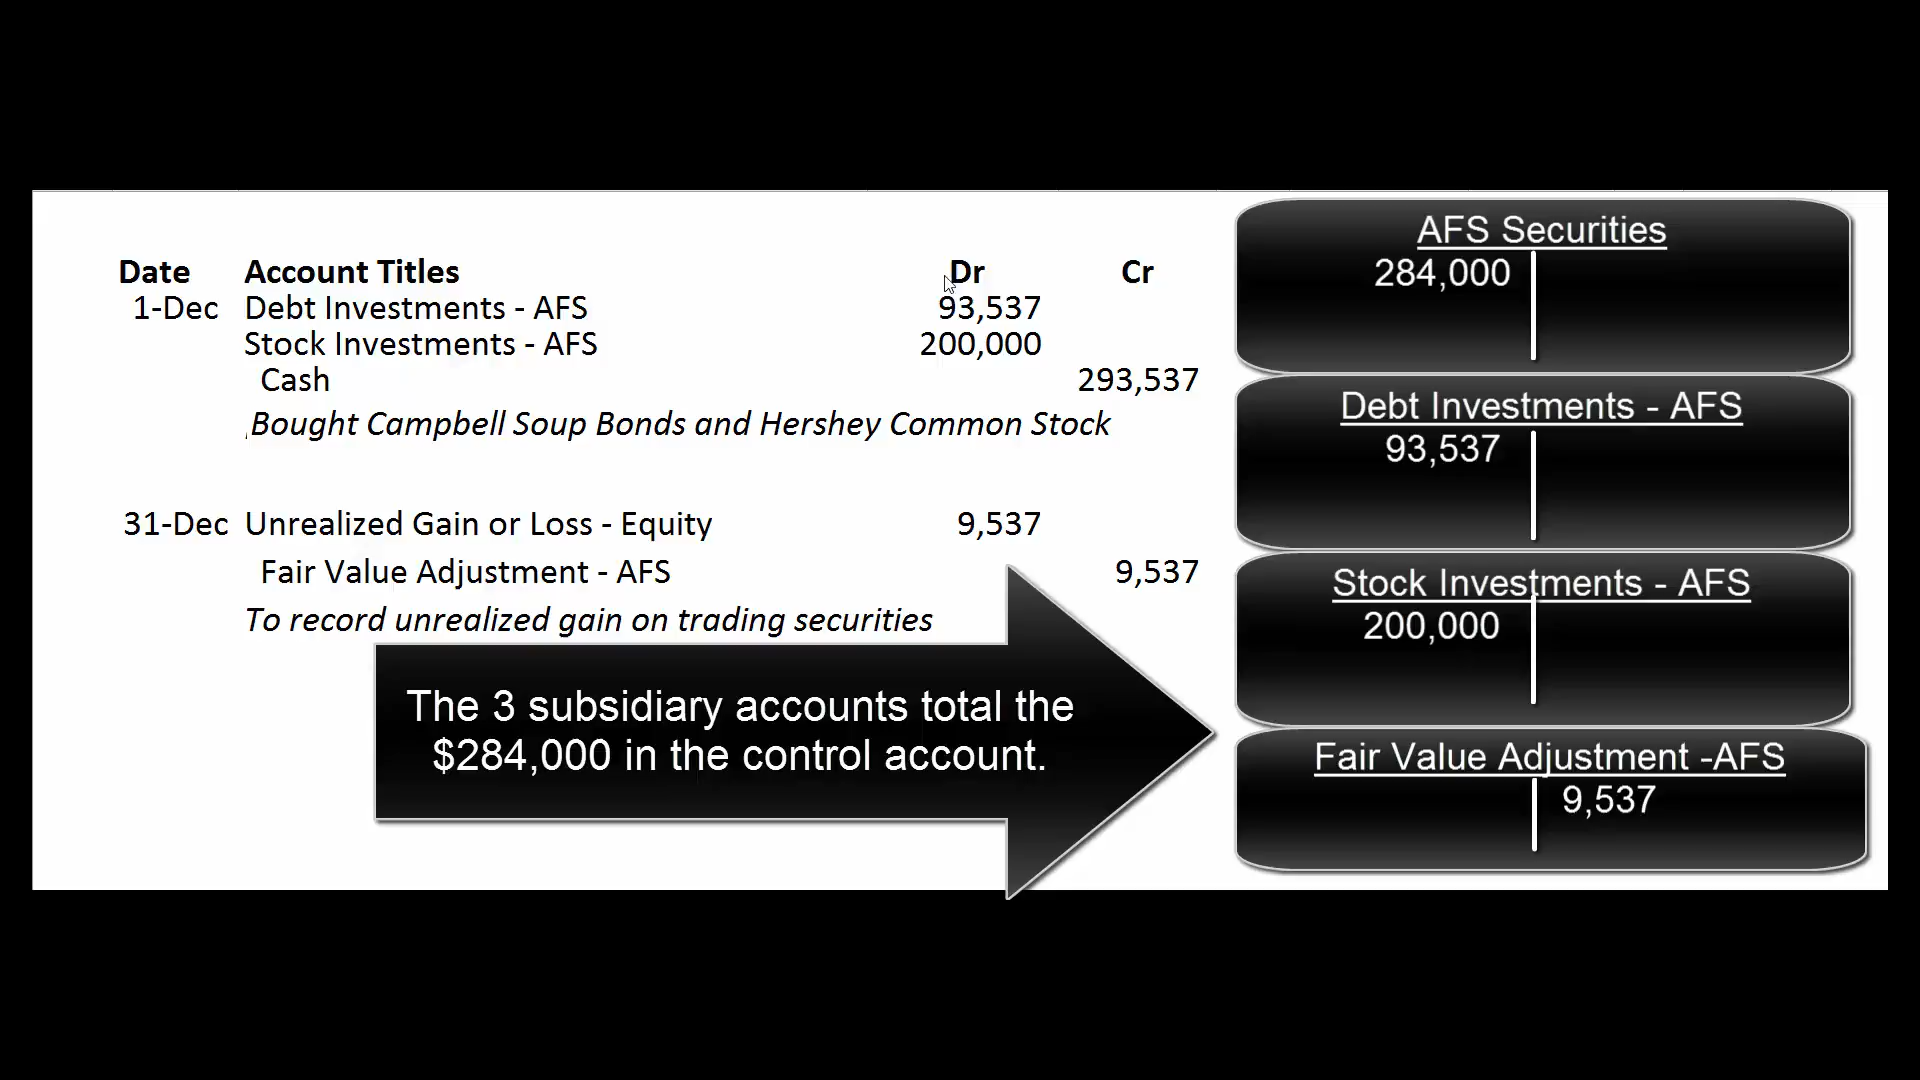 Date Account Titles Dr Cr
1-Dec Debt Investments - AFS 93,537
Stock Investments - AFS 200,000
Cash 293,537
Bought Campbell Soup Bonds and Hershey Common Stock
31-Dec Unrealized Gain or Loss - Equity 9,537
Fair Value Adjustment - AFS 9,537
To record unrealized gain on trading securities
The 3 subsidiary accounts total the
$284,000 in the control account.
AFS Securities
284,000
Debt Investments - AFS
93,537
Stock Investments - AFS
200,000
Fair Value Adjustment -AFS
9,537